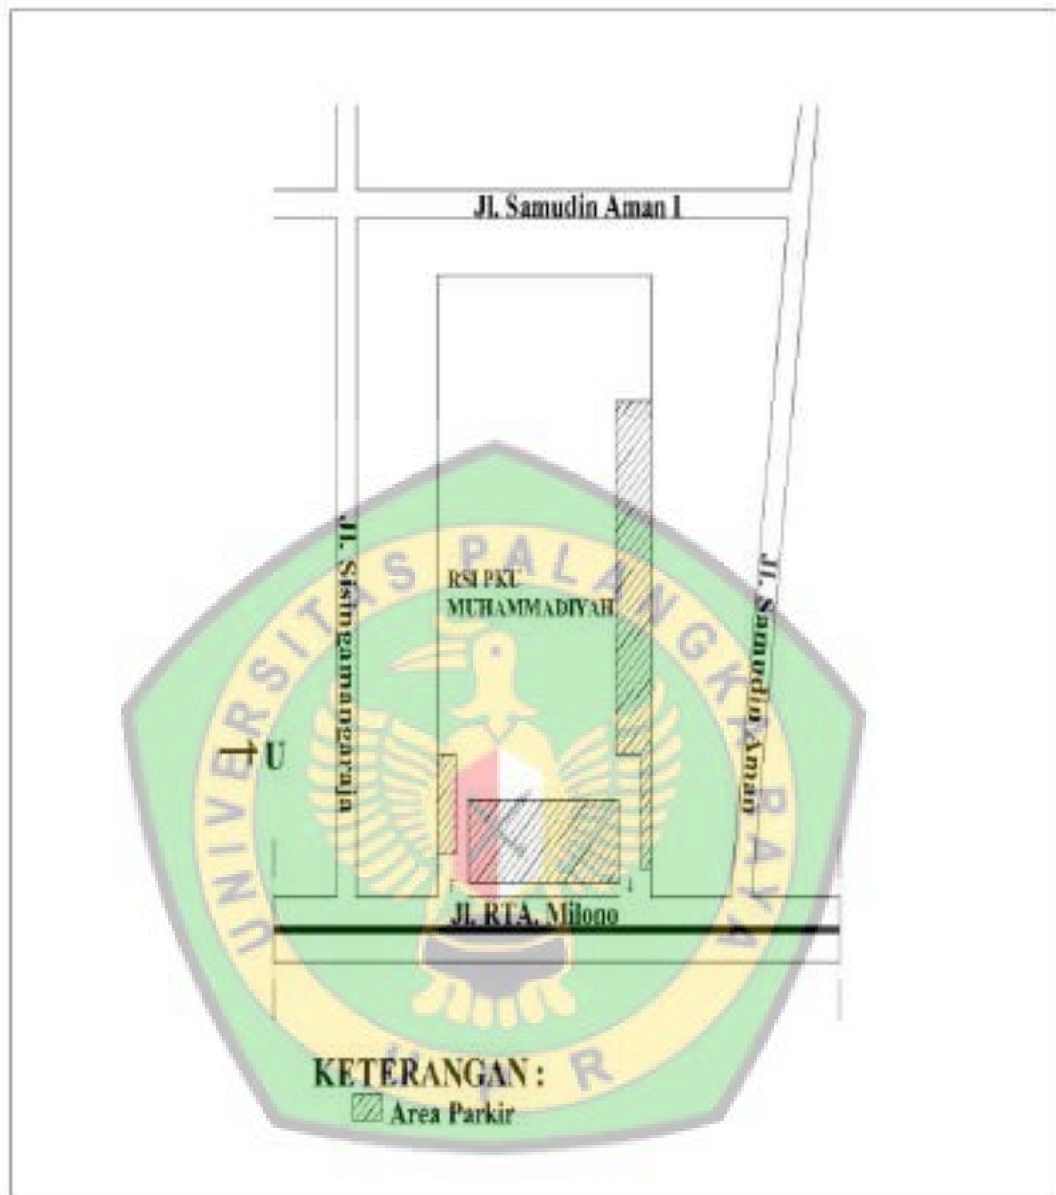 Jl. Samudin Aman I
RSI PKU
MUHAMMADIYAH
Jl. Sisingamangaraja
Jl. Samudin Aman
U
Jl. RTA. Milono
KETERANGAN :
Area Parkir
UNIVERSITAS PALANGKA RAYA
U P R